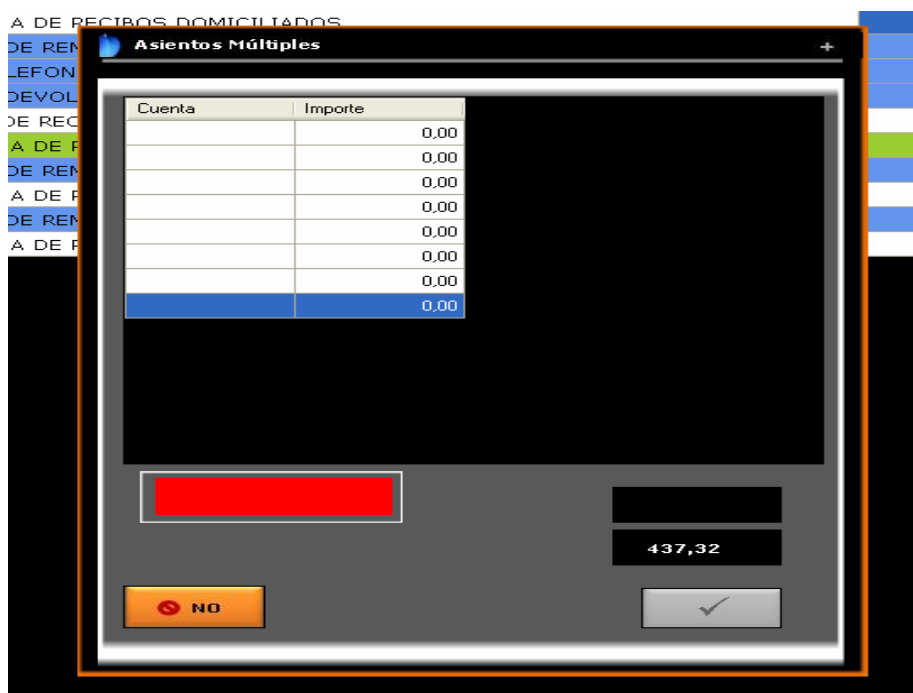 A DE RECIBOS DOMICILIADOS
DE REM
Asientos Múltiples
+
LEFON
DEVOL
Cuenta Importe
DE REC
0,00
A DE
0,00
DE REM
0,00
A DE
0,00
DE REM
0,00
A DE
0,00
0,00
0,00
437,32
NO